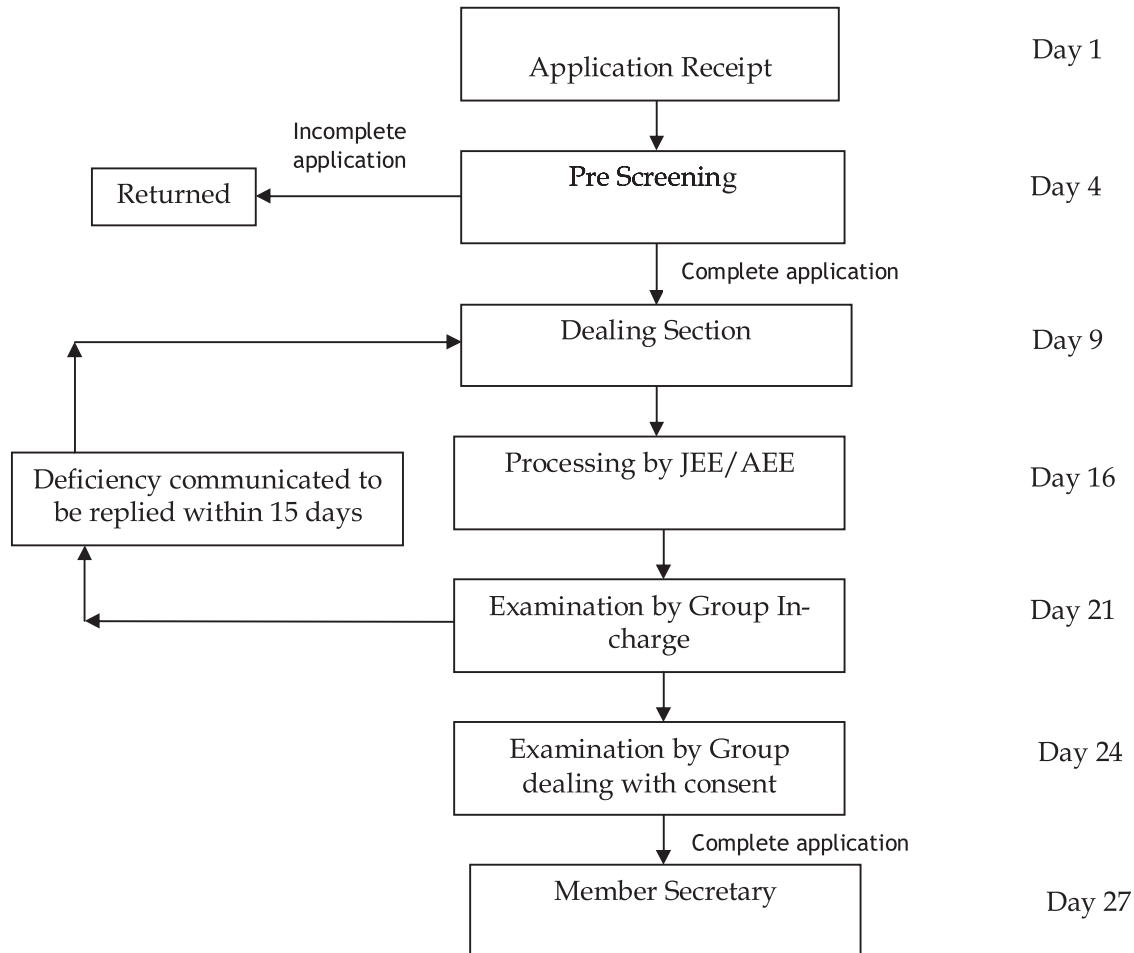 Application Receipt
Day 1
Incomplete
application
Pre Screening
Day 4
Returned
Complete application
Dealing Section
Day 9
Processing by JEE/AEE
Day 16
Deficiency communicated to
be replied within 15 days
Examination by Group In-
charge
Day 21
Examination by Group
dealing with consent
Day 24
Complete application
Member Secretary
Day 27